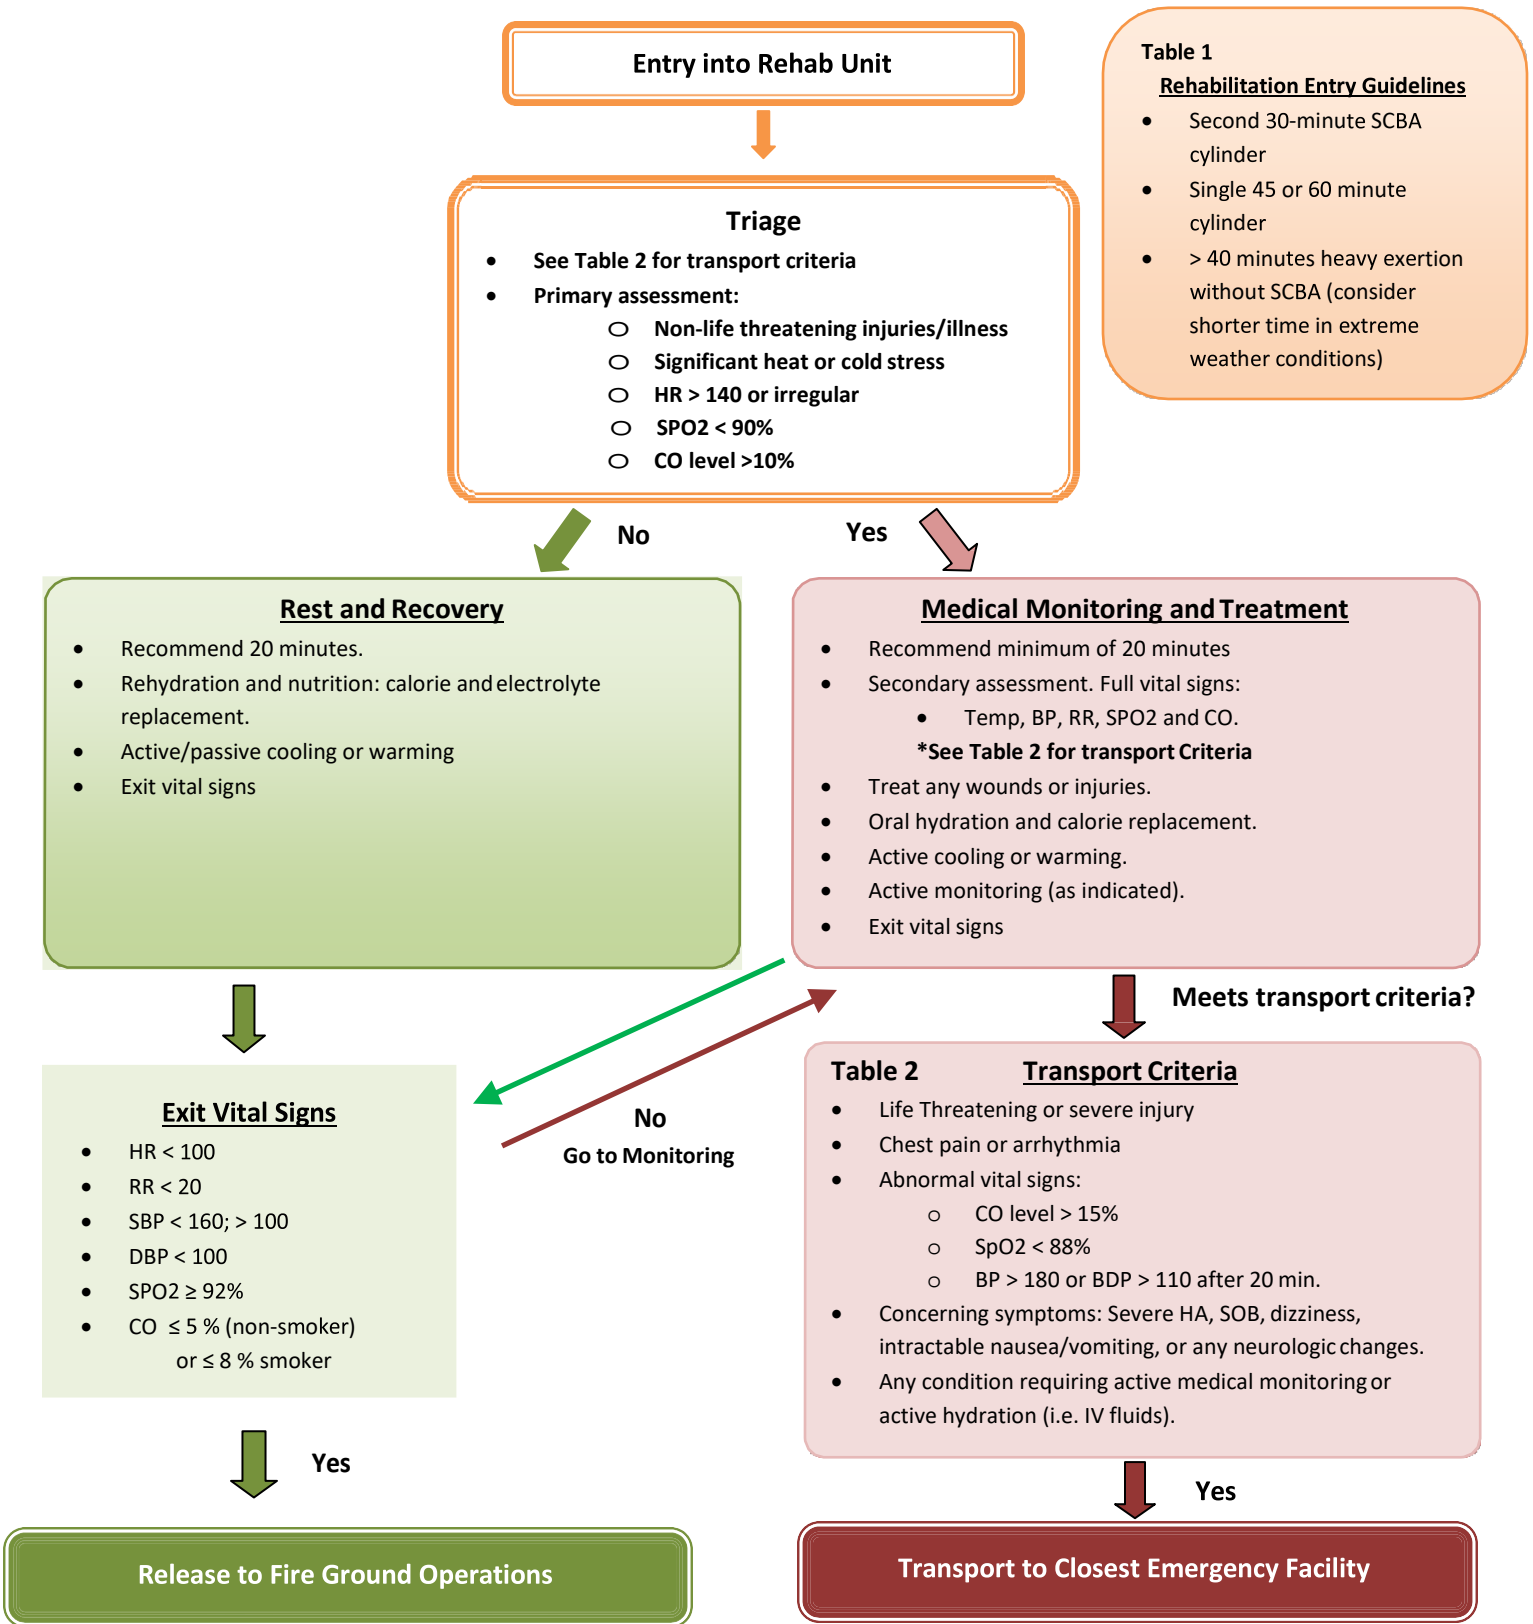 Entry into Rehab Unit
Table 1
Rehabilitation Entry Guidelines
• Second 30-minute SCBA
cylinder
• Single 45 or 60 minute
cylinder
• > 40 minutes heavy exertion
without SCBA (consider
shorter time in extreme
weather conditions)
Triage
• See Table 2 for transport criteria
• Primary assessment:
o Non-life threatening injuries/illness
o Significant heat or cold stress
o HR > 140 or irregular
o SPO2 < 90%
o CO level >10%
No
Yes
Rest and Recovery
• Recommend 20 minutes.
• Rehydration and nutrition: calorie and electrolyte
replacement.
• Active/passive cooling or warming
• Exit vital signs
Medical Monitoring and Treatment
• Recommend minimum of 20 minutes
• Secondary assessment. Full vital signs:
• Temp, BP, RR, SPO2 and CO.
*See Table 2 for transport Criteria
• Treat any wounds or injuries.
• Oral hydration and calorie replacement.
• Active cooling or warming.
• Active monitoring (as indicated).
• Exit vital signs
Meets transport criteria?
Exit Vital Signs
• HR < 100
• RR < 20
• SBP < 160; > 100
• DBP < 100
• SPO2 ≥ 92%
• CO ≤ 5 % (non-smoker)
or ≤ 8 % smoker
No
Go to Monitoring
Table 2 Transport Criteria
• Life Threatening or severe injury
• Chest pain or arrhythmia
• Abnormal vital signs:
o CO level > 15%
o SpO2 < 88%
o BP > 180 or BDP > 110 after 20 min.
• Concerning symptoms: Severe HA, SOB, dizziness,
intractable nausea/vomiting, or any neurologic changes.
• Any condition requiring active medical monitoring or
active hydration (i.e. IV fluids).
Yes
Yes
Release to Fire Ground Operations
Transport to Closest Emergency Facility